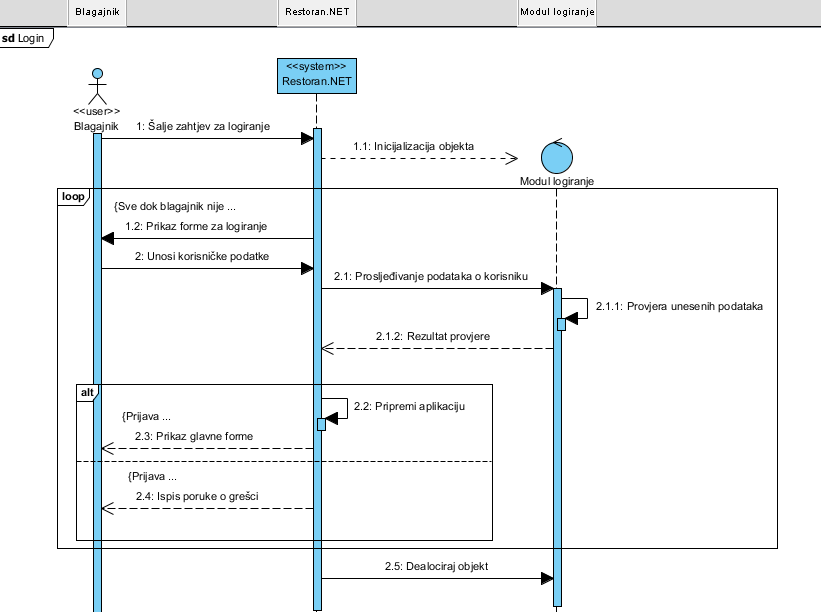 Blagajnik
Restoran.NET
Modul logiranje
sd Login
<<system>>
Restoran.NET
<<user>>
Blagajnik
1: Šalje zahtjev za logiranje
1.1: Inicijalizacija objekta
Modul logiranje
loop
{Sve dok blagajnik nije ...
1.2: Prikaz forme za logiranje
2: Unosi korisničke podatke
2.1: Prosljeđivanje podataka o korisniku
2.1.1: Provjera unesenih podataka
2.1.2: Rezultat provjere
alt
2.2: Pripremi aplikaciju
{Prijava ...
2.3: Prikaz glavne forme
{Prijava ...
2.4: Ispis poruke o grešci
2.5: Dealociraj objekt